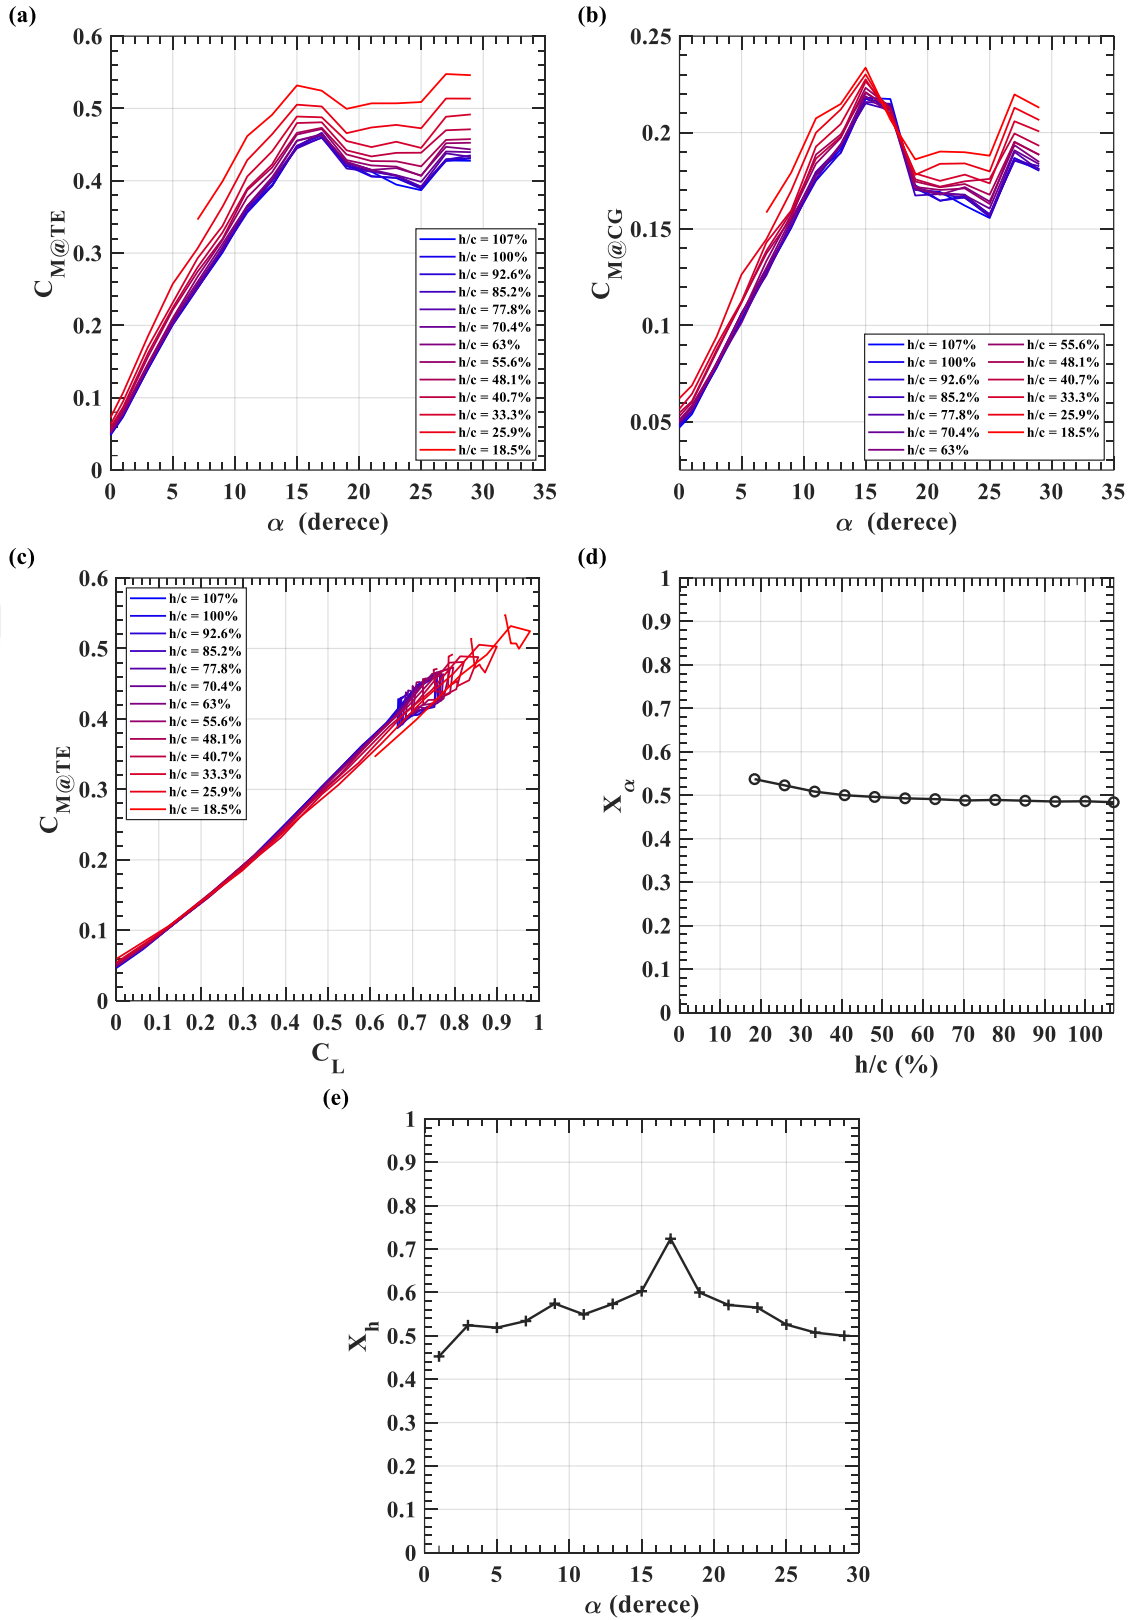 (a)
0.6
0.5
0.4
0.3
0.2
0.1
0
C_M@TE
h/c = 107%
h/c = 100%
h/c = 92.6%
h/c = 85.2%
h/c = 77.8%
h/c = 70.4%
h/c = 63%
h/c = 55.6%
h/c = 48.1%
h/c = 40.7%
h/c = 33.3%
h/c = 25.9%
h/c = 18.5%
0 5 10 15 20 25 30 35
α (derece)
(b)
0.25
0.2
0.15
0.1
0.05
C_M@CG
h/c = 107%
h/c = 100%
h/c = 92.6%
h/c = 85.2%
h/c = 77.8%
h/c = 70.4%
h/c = 63%
h/c = 55.6%
h/c = 48.1%
h/c = 40.7%
h/c = 33.3%
h/c = 25.9%
h/c = 18.5%
0 5 10 15 20 25 30 35
α (derece)
(c)
0.6
0.5
0.4
0.3
0.2
0.1
0
C_M@TE
h/c = 107%
h/c = 100%
h/c = 92.6%
h/c = 85.2%
h/c = 77.8%
h/c = 70.4%
h/c = 63%
h/c = 55.6%
h/c = 48.1%
h/c = 40.7%
h/c = 33.3%
h/c = 25.9%
h/c = 18.5%
0 0.1 0.2 0.3 0.4 0.5 0.6 0.7 0.8 0.9 1
C_L
(d)
1
0.9
0.8
0.7
0.6
0.5
0.4
0.3
0.2
0.1
0
X_α
0 10 20 30 40 50 60 70 80 90 100
h/c (%)
(e)
1
0.9
0.8
0.7
0.6
0.5
0.4
0.3
0.2
0.1
0
X_h
0 5 10 15 20 25 30
α (derece)